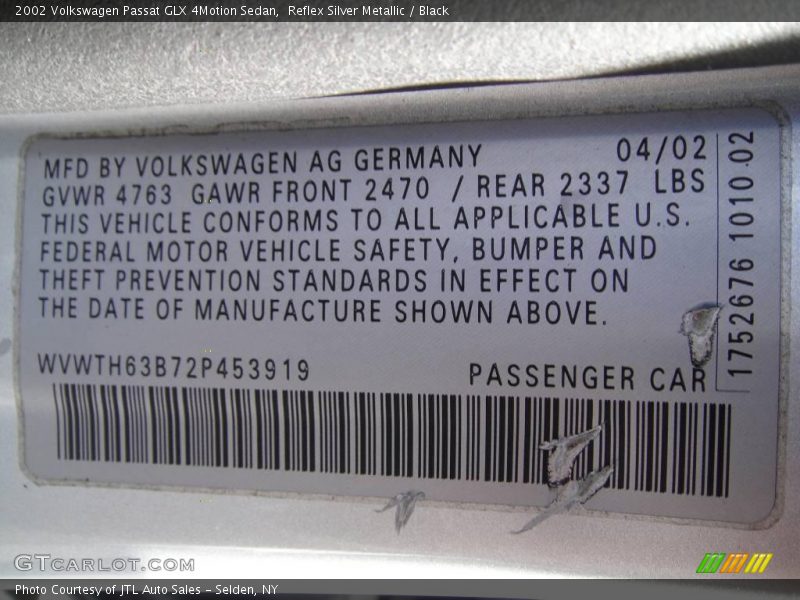 2002 Volkswagen Passat GLX 4Motion Sedan, Reflex Silver Metallic / Black
MFD BY VOLKSWAGEN AG GERMANY 04/02
GVWR 4763 GAWR FRONT 2470 / REAR 2337 LBS
THIS VEHICLE CONFORMS TO ALL APPLICABLE U.S.
FEDERAL MOTOR VEHICLE SAFETY, BUMPER AND
THEFT PREVENTION STANDARDS IN EFFECT ON
THE DATE OF MANUFACTURE SHOWN ABOVE.
WVWTH63B72P453919 PASSENGER CAR
1752676 1010.02
GTCARLOT.COM
Photo Courtesy of JTL Auto Sales - Selden, NY